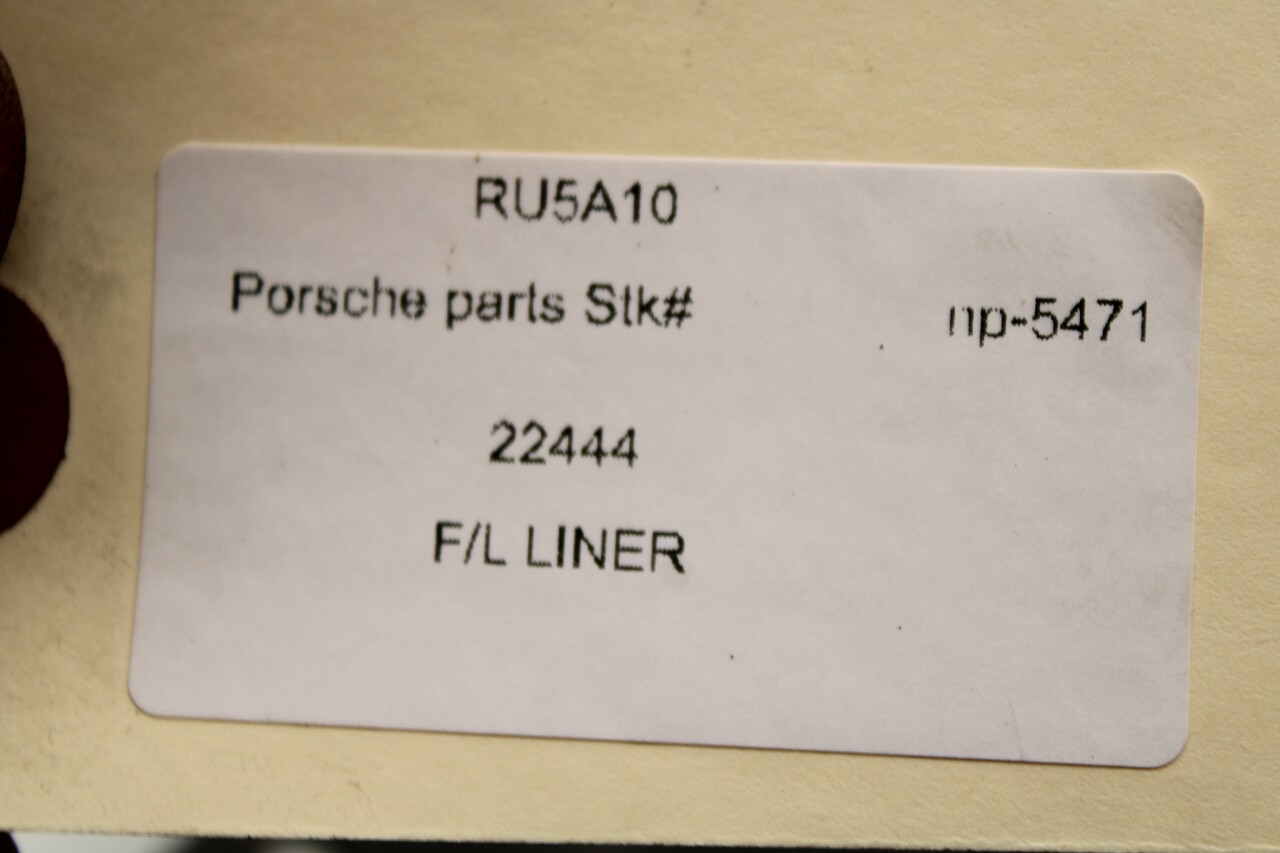 RU5A10
Porsche parts Stk# np-5471
22444
F/L LINER